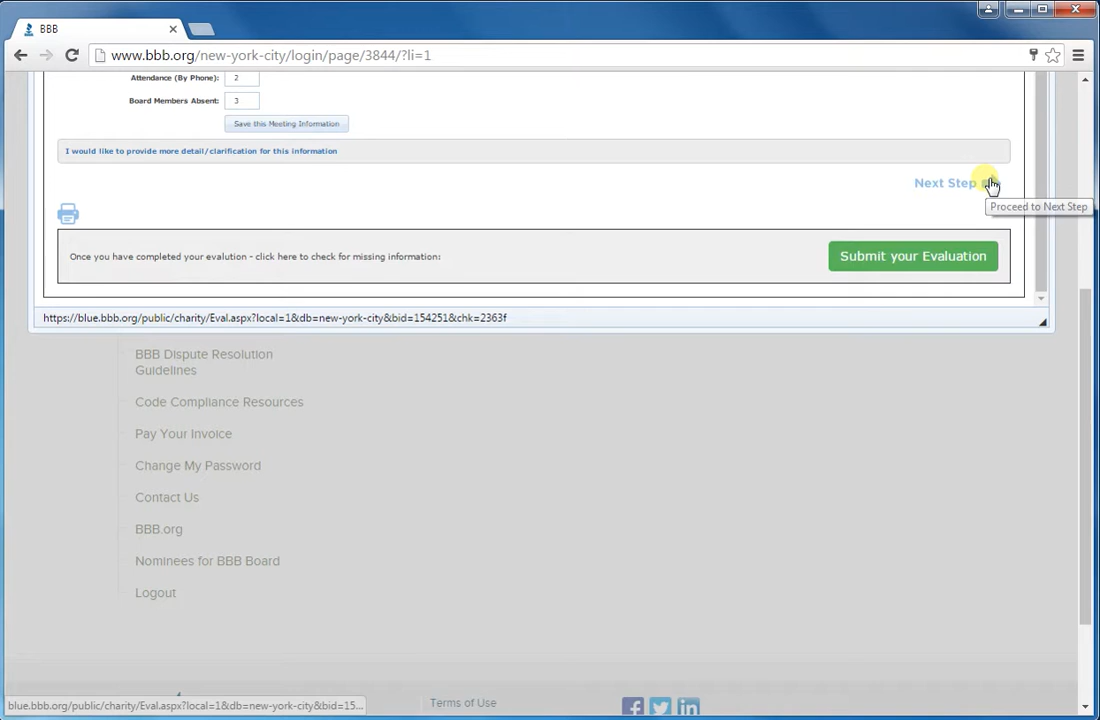 BBB
www.bbb.org/new-york-city/login/page/3844/?li=1
Attendance (By Phone): 2
Board Members Absent: 3
Save this Meeting Information
I would like to provide more detail/clarification for this information
Next Step
Proceed to Next Step
Once you have completed your evalution - click here to check for missing information:
Submit your Evaluation
https://blue.bbb.org/public/charity/Eval.aspx?local=1&db=new-york-city&bid=154251&chk=2363f
BBB Dispute Resolution
Guidelines
Code Compliance Resources
Pay Your Invoice
Change My Password
Contact Us
BBB.org
Nominees for BBB Board
Logout
blue.bbb.org/public/charity/Eval.aspx?local=1&db=new-york-city&bid=15...
Terms of Use